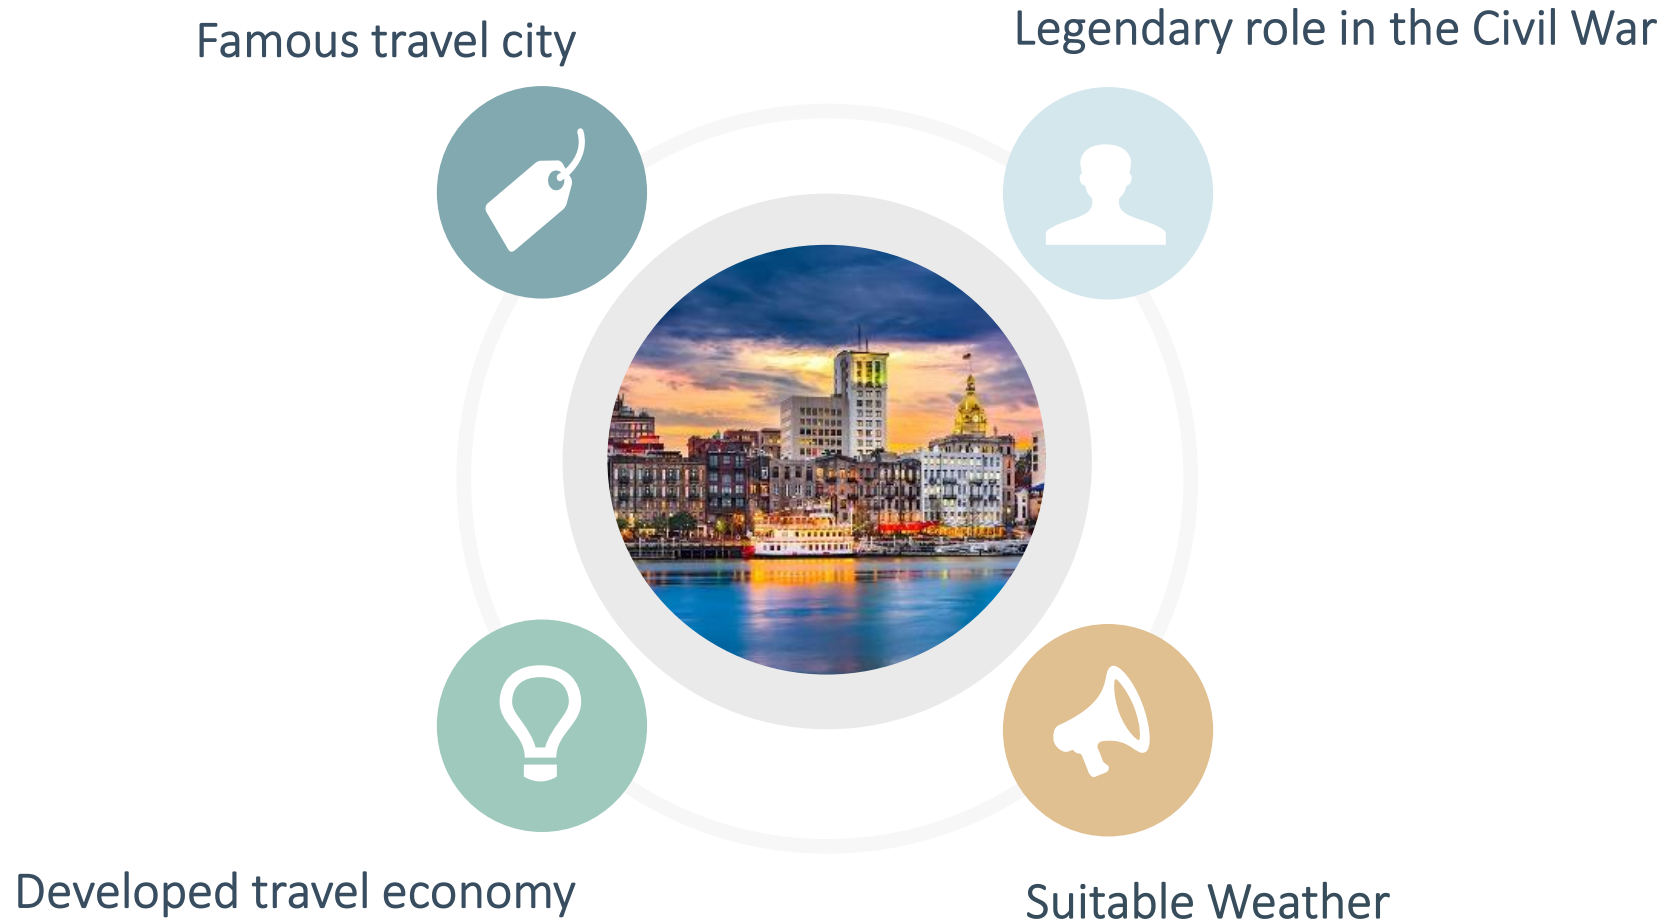 Famous travel city
Legendary role in the Civil War
Developed travel economy
Suitable Weather